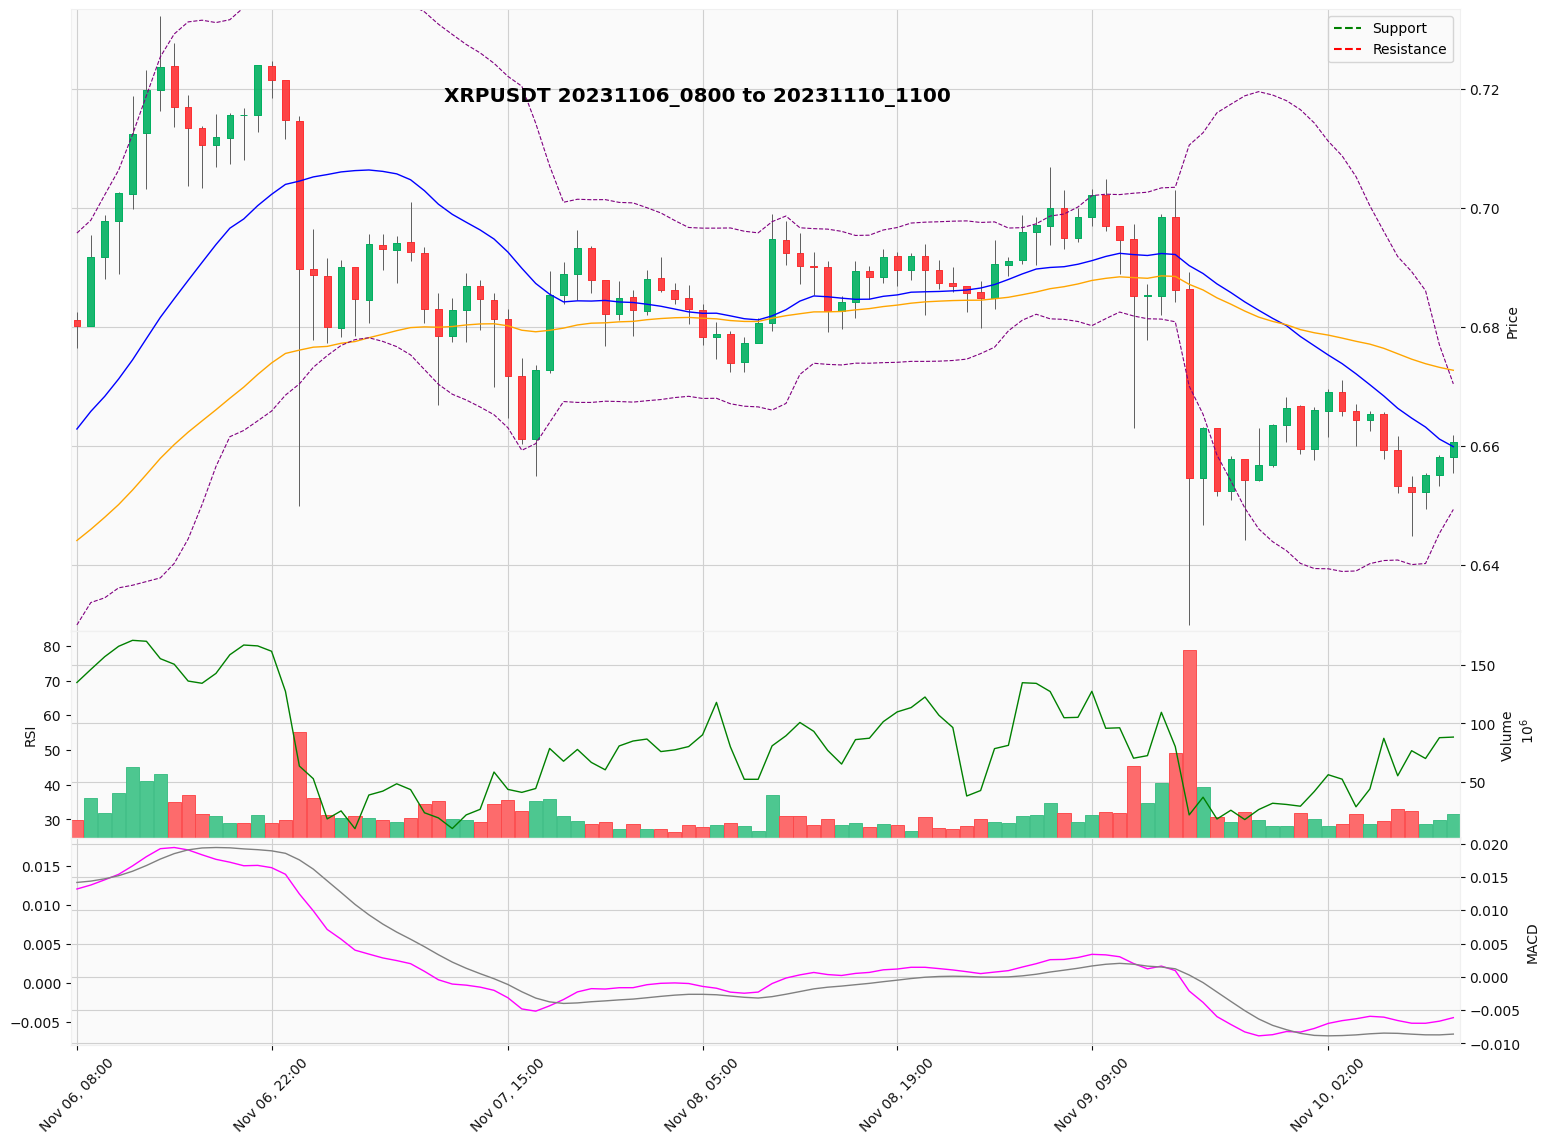 XRPUSDT 20231106_0800 to 20231110_1100
Support
Resistance
0.72
0.70
0.68
0.66
0.64
Price
80
70
60
50
40
30
RSI
150
100
50
Volume
10^6
0.015
0.010
0.005
0.000
−0.005
0.020
0.015
0.010
0.005
0.000
−0.005
−0.010
MACD
Nov 06, 08:00
Nov 06, 22:00
Nov 07, 15:00
Nov 08, 05:00
Nov 08, 19:00
Nov 09, 09:00
Nov 10, 02:00